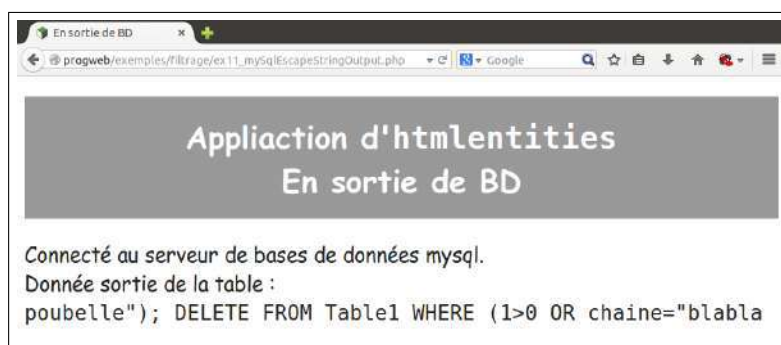 En sortie de BD
progweb/exemples/filtrage/ex11_mySqlEscapeStringOutput.php
Google
Appliaction d'htmlentities
En sortie de BD
Connecté au serveur de bases de données mysql.
Donnée sortie de la table :
poubelle"); DELETE FROM Table1 WHERE (1>0 OR chaine="blabla